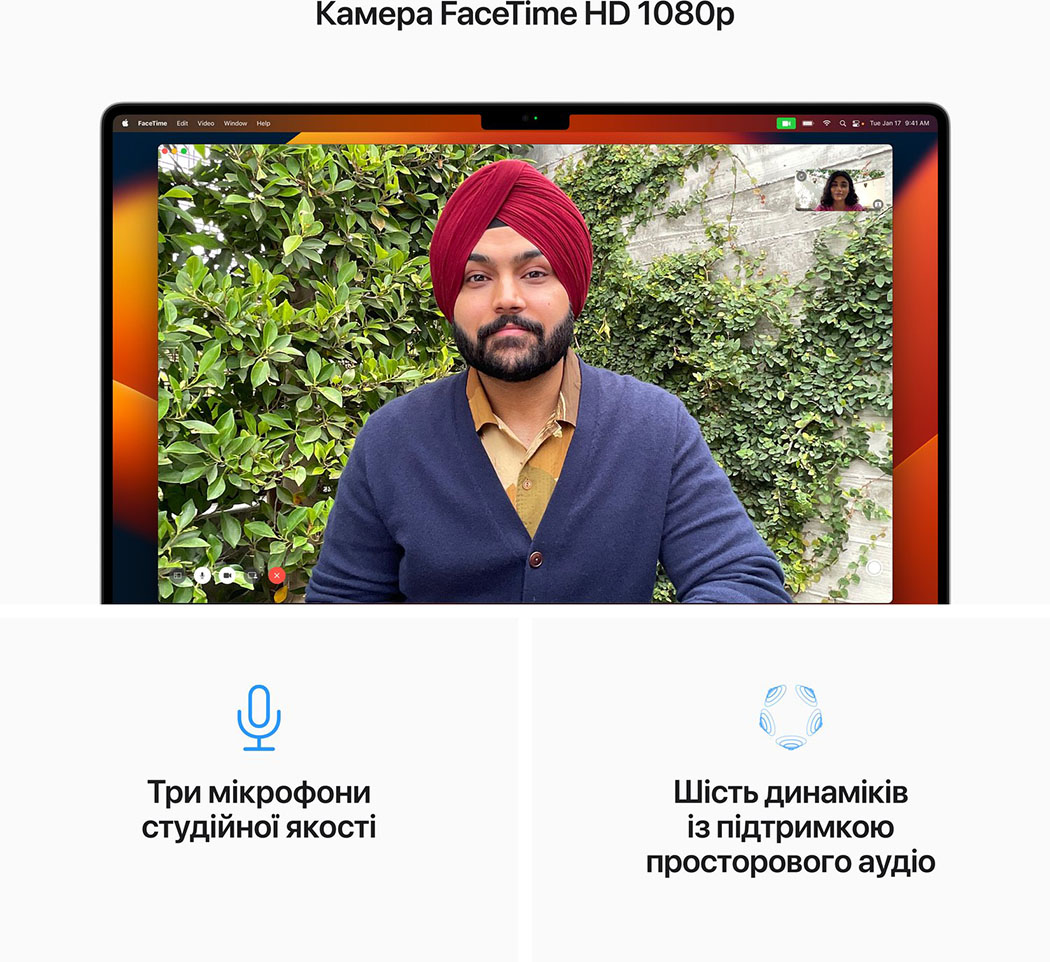 Камера FaceTime HD 1080p
FaceTime Edit Video Window Help Tue Jan 17 9:41 AM
Три мікрофони
студійної якості
Шість динаміків
із підтримкою
просторового аудіо